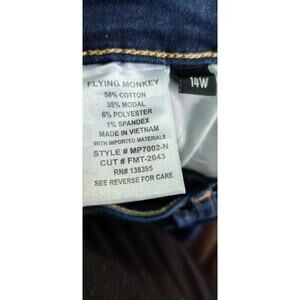 FLYING MONKEY
58% COTTON
35% MODAL
6% POLYESTER
1% SPANDEX
MADE IN VIETNAM
WITH IMPORTED MATERIALS
STYLE # MP7002-N
CUT # FMT-2043
RN# 138395
SEE REVERSE FOR CARE
14W